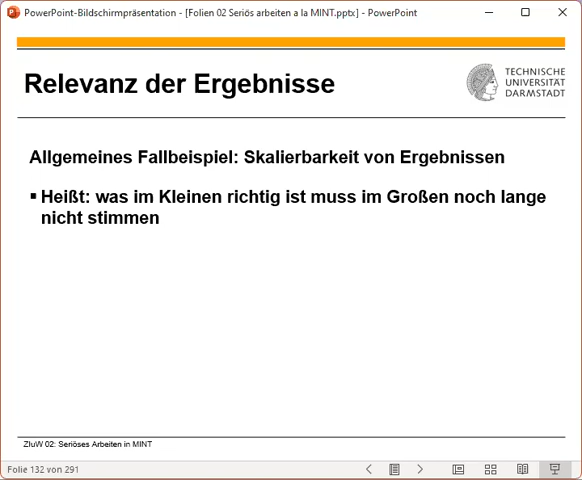 PowerPoint-Bildschirmpräsentation - [Folien 02 Seriös arbeiten a la MINT.pptx] - PowerPoint
Relevanz der Ergebnisse
TECHNISCHE
UNIVERSITÄT
DARMSTADT
Allgemeines Fallbeispiel: Skalierbarkeit von Ergebnissen
▪ Heißt: was im Kleinen richtig ist muss im Großen noch lange
nicht stimmen
ZIuW 02: Seriöses Arbeiten in MINT
Folie 132 von 291